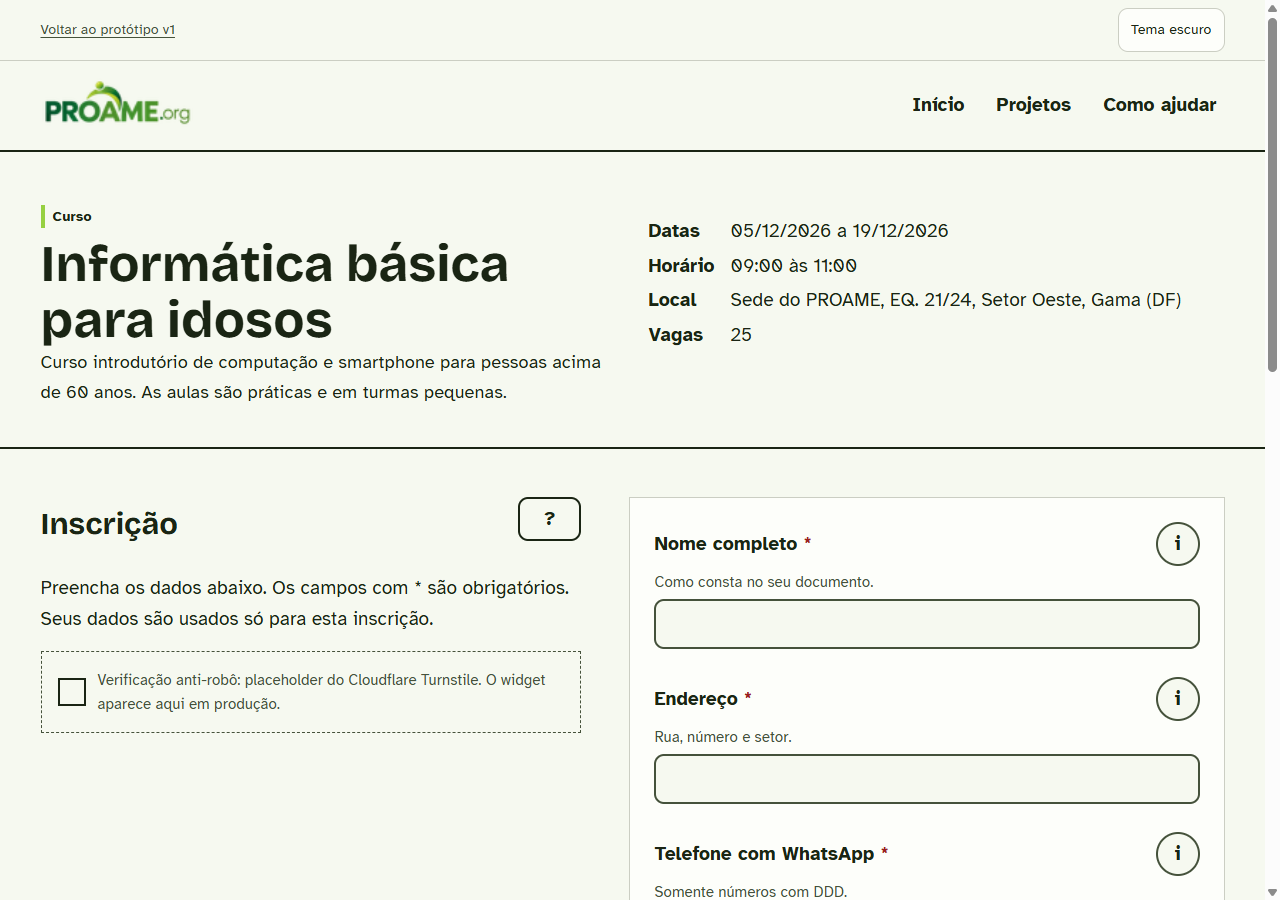 Voltar ao protótipo v1
Tema escuro
PROAME.org
Início
Projetos
Como ajudar
Curso
Informática básica
para idosos
Curso introdutório de computação e smartphone para pessoas acima
de 60 anos. As aulas são práticas e em turmas pequenas.
Datas 05/12/2026 a 19/12/2026
Horário 09:00 às 11:00
Local Sede do PROAME, EQ. 21/24, Setor Oeste, Gama (DF)
Vagas 25
Inscrição
?
Preencha os dados abaixo. Os campos com * são obrigatórios.
Seus dados são usados só para esta inscrição.
Verificação anti-robô: placeholder do Cloudflare Turnstile. O widget
aparece aqui em produção.
Nome completo *
i
Como consta no seu documento.
Endereço *
i
Rua, número e setor.
Telefone com WhatsApp *
i
Somente números com DDD.